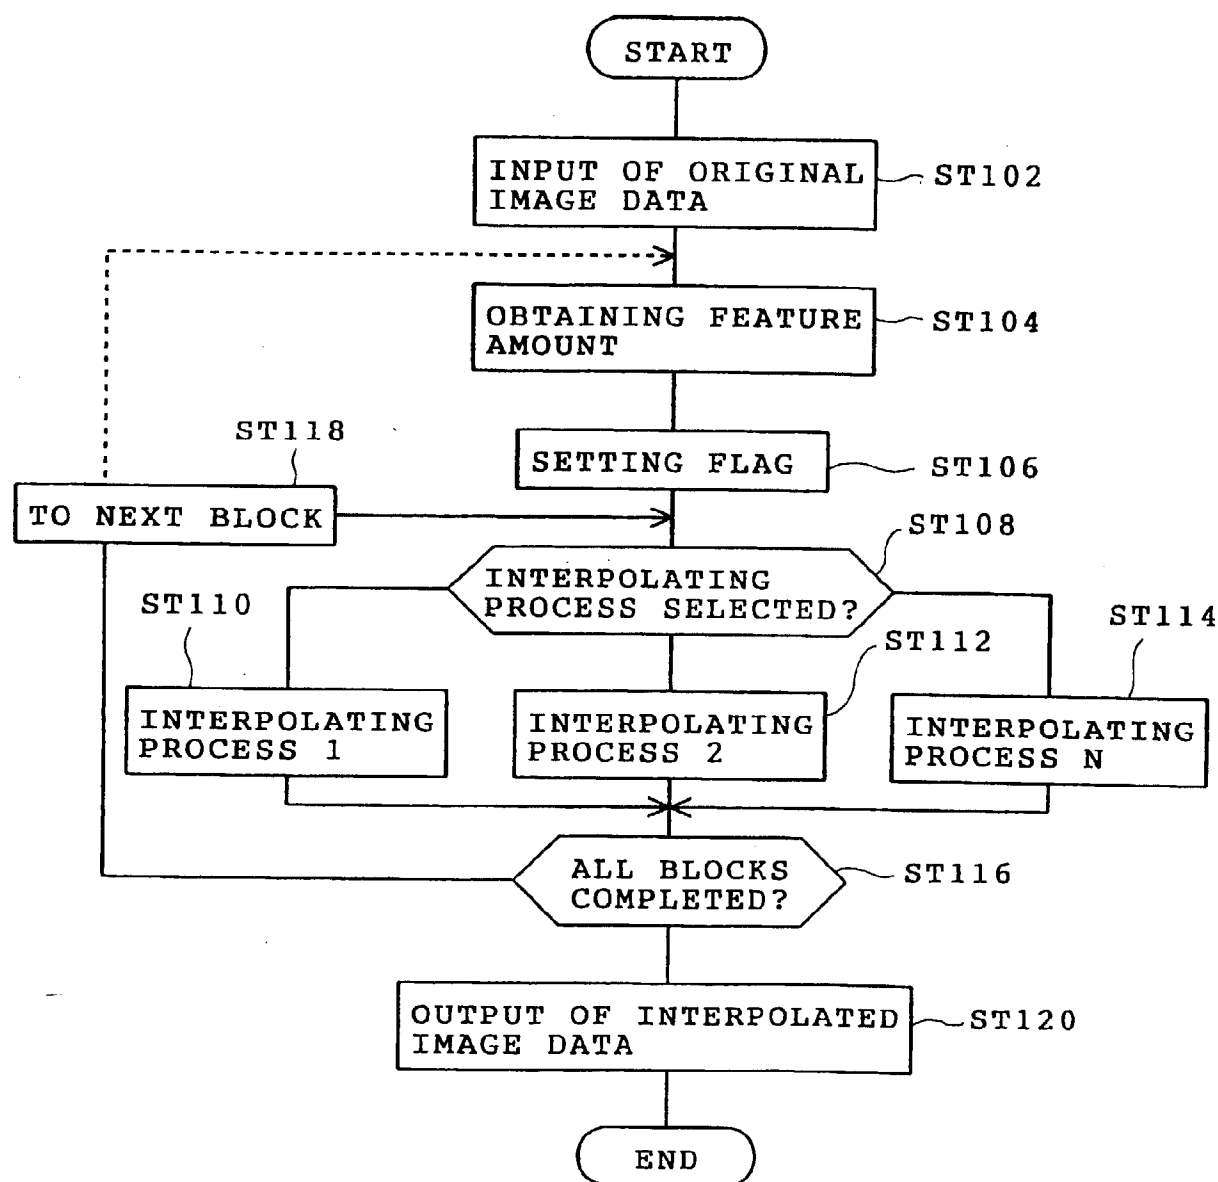 START
INPUT OF ORIGINAL
IMAGE DATA
ST102
OBTAINING FEATURE
AMOUNT
ST104
ST118
SETTING FLAG
ST106
TO NEXT BLOCK
ST108
INTERPOLATING
PROCESS SELECTED?
ST110
ST114
ST112
INTERPOLATING
PROCESS 1
INTERPOLATING
PROCESS 2
INTERPOLATING
PROCESS N
ALL BLOCKS
COMPLETED?
ST116
OUTPUT OF INTERPOLATED
IMAGE DATA
ST120
END